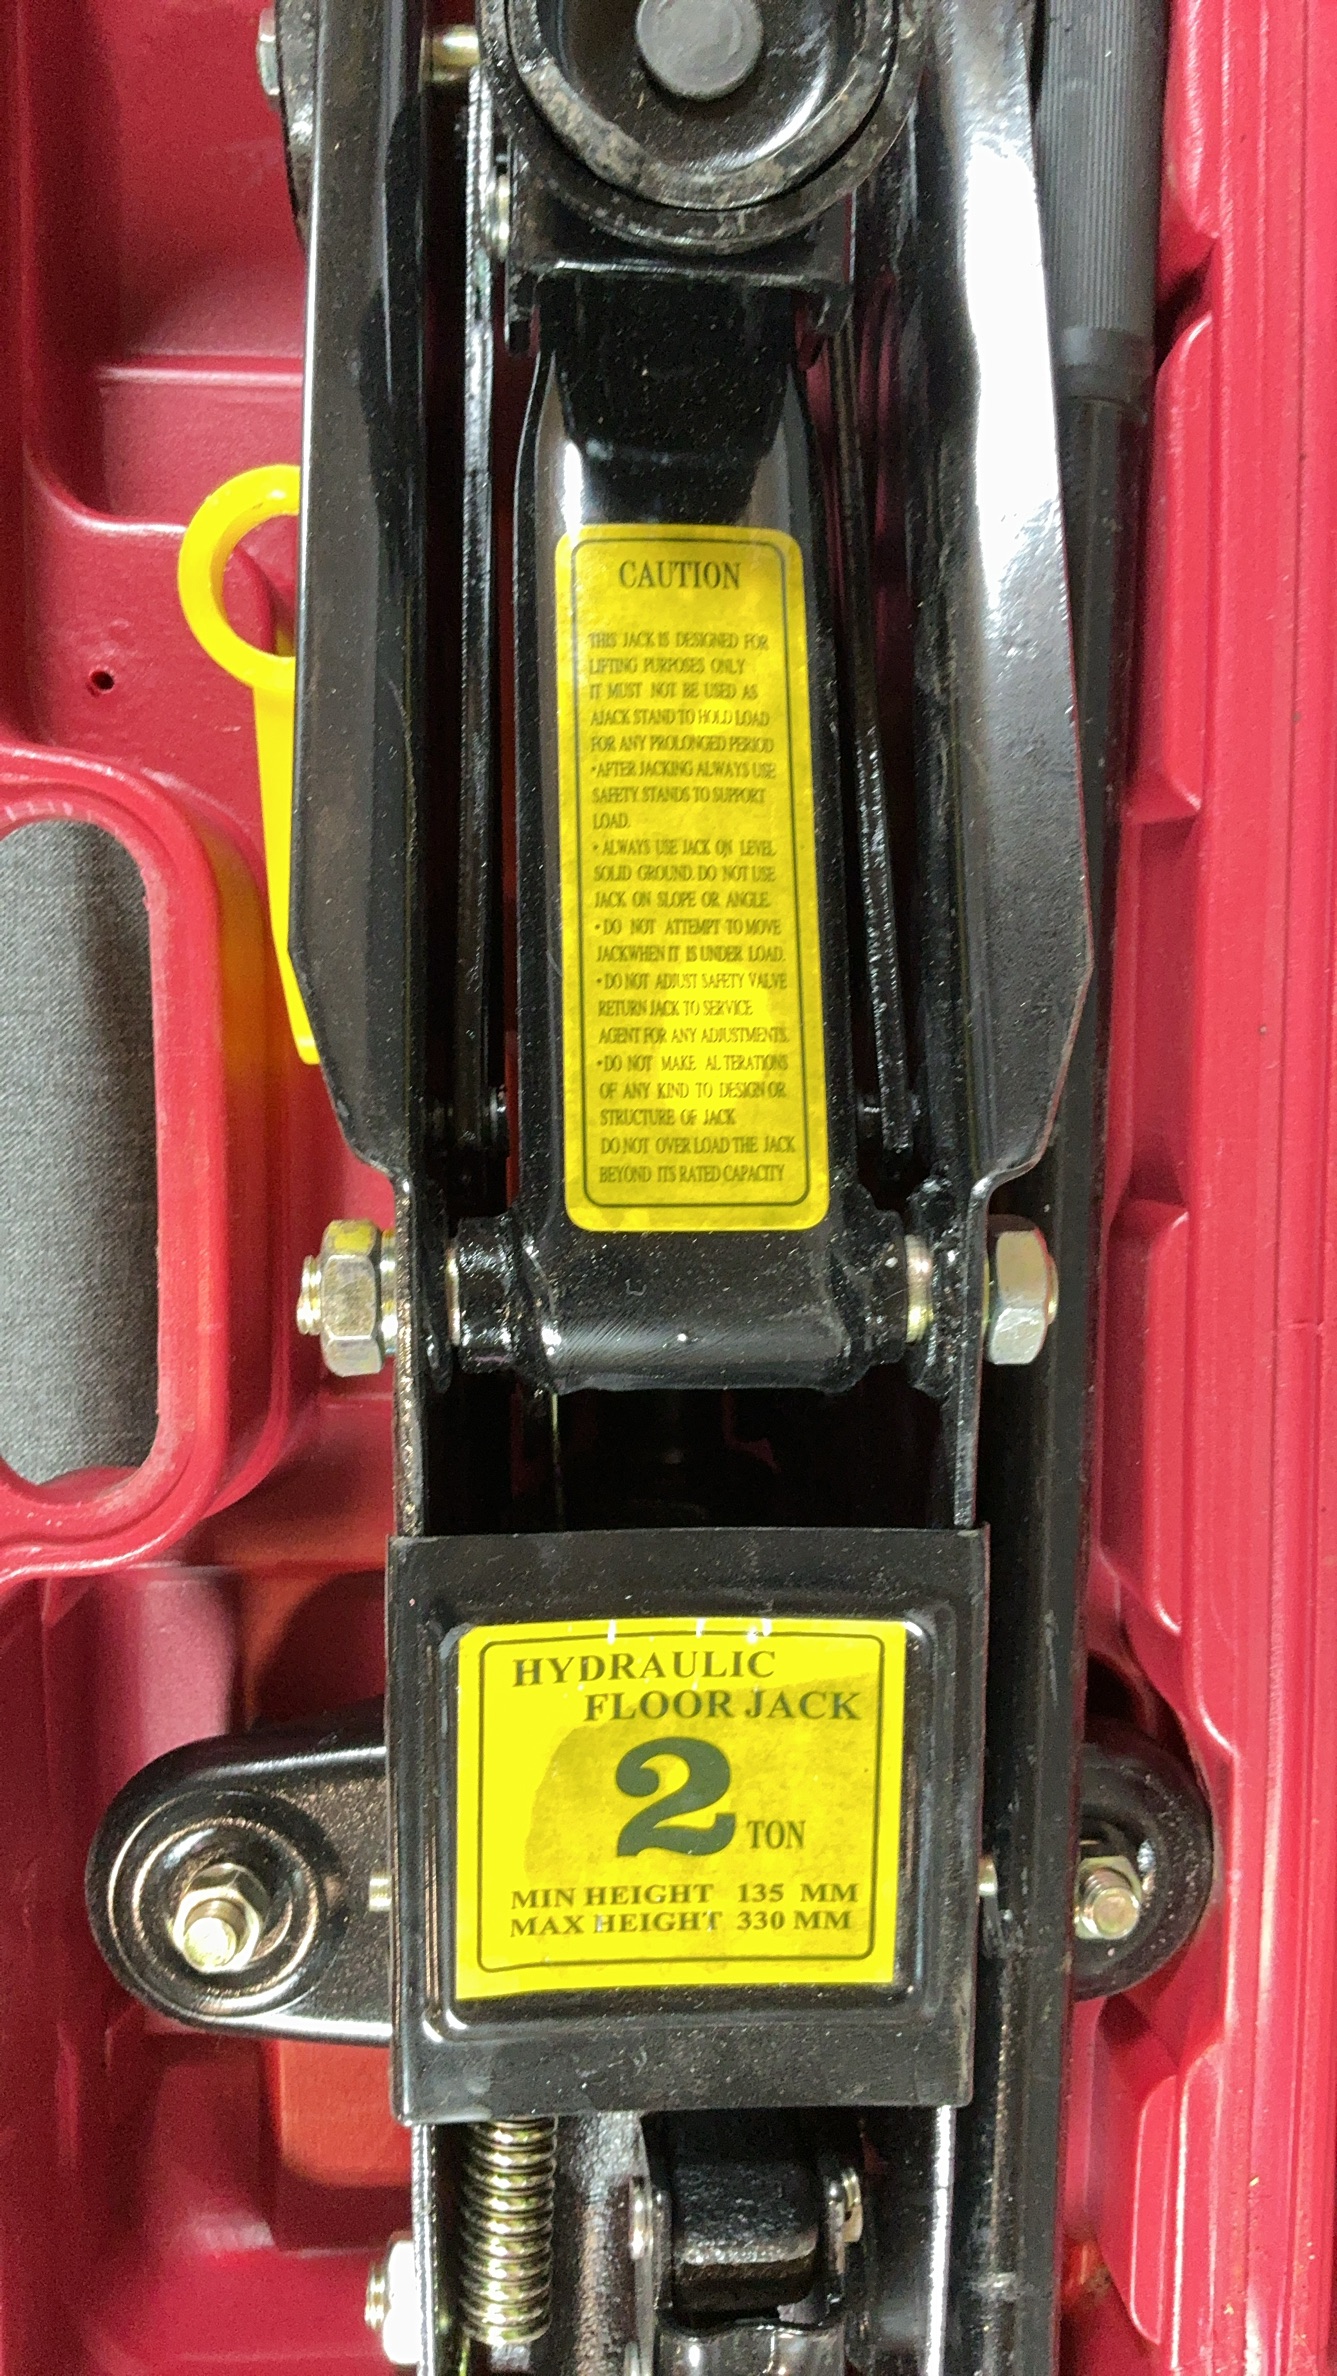 CAUTION
THIS JACK IS DESIGNED FOR
LIFTING PURPOSES ONLY
IT MUST NOT BE USED AS
AJACK STAND TO HOLD LOAD
FOR ANY PROLONGED PERIOD
•AFTER JACKING ALWAYS USE
SAFETY STANDS TO SUPPORT
LOAD.
• ALWAYS USE JACK ON LEVEL
SOLID GROUND. DO NOT USE
JACK ON SLOPE OR ANGLE.
•DO NOT ATTEMPT TO MOVE
JACKWHEN IT IS UNDER LOAD.
•DO NOT ADJUST SAFETY VALVE
RETURN JACK TO SERVICE
AGENT FOR ANY ADJUSTMENTS.
•DO NOT MAKE AL TERATIONS
OF ANY KIND TO DESIGN OR
STRUCTURE OF JACK
DO NOT OVER LOAD THE JACK
BEYOND ITS RATED CAPACITY
HYDRAULIC
FLOOR JACK
2 TON
MIN HEIGHT 135 MM
MAX HEIGHT 330 MM